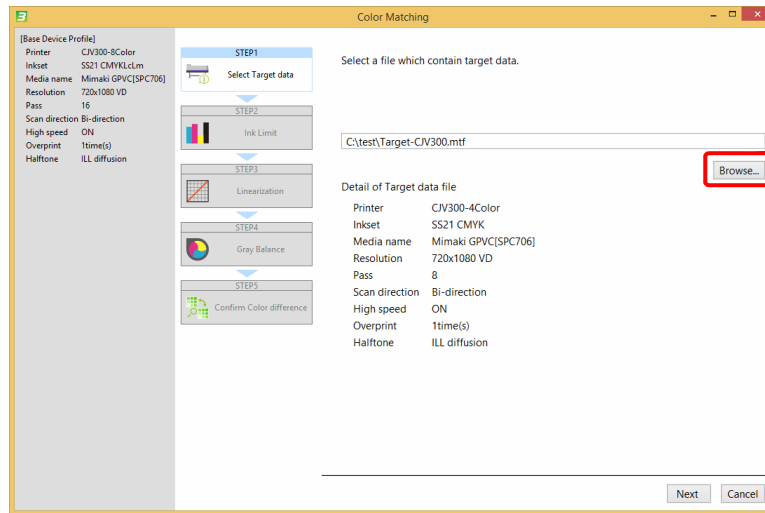 3
Color Matching
[Base Device Profile]
Printer CJV300-8Color
Inkset SS21 CMYKLcLm
Media name Mimaki GPVC[SPC706]
Resolution 720x1080 VD
Pass 16
Scan direction Bi-direction
High speed ON
Overprint 1time(s)
Halftone ILL diffusion
STEP1
Select Target data
STEP2
Ink Limit
STEP3
Linearization
STEP4
Gray Balance
STEP5
Confirm Color difference
Select a file which contain target data.
C:\test\Target-CJV300.mtf
Browse...
Detail of Target data file
Printer CJV300-4Color
Inkset SS21 CMYK
Media name Mimaki GPVC[SPC706]
Resolution 720x1080 VD
Pass 8
Scan direction Bi-direction
High speed ON
Overprint 1time(s)
Halftone ILL diffusion
Next Cancel